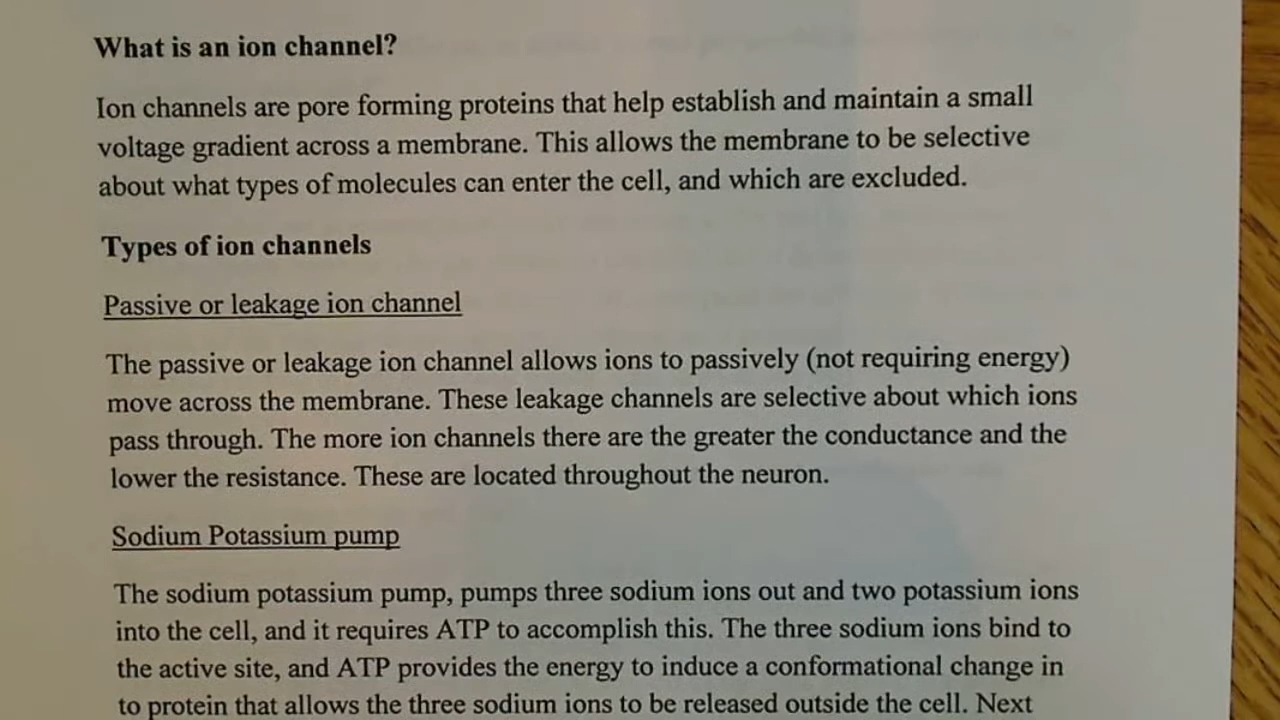 What is an ion channel?
Ion channels are pore forming proteins that help establish and maintain a small
voltage gradient across a membrane. This allows the membrane to be selective
about what types of molecules can enter the cell, and which are excluded.
Types of ion channels
Passive or leakage ion channel
The passive or leakage ion channel allows ions to passively (not requiring energy)
move across the membrane. These leakage channels are selective about which ions
pass through. The more ion channels there are the greater the conductance and the
lower the resistance. These are located throughout the neuron.
Sodium Potassium pump
The sodium potassium pump, pumps three sodium ions out and two potassium ions
into the cell, and it requires ATP to accomplish this. The three sodium ions bind to
the active site, and ATP provides the energy to induce a conformational change in
to protein that allows the three sodium ions to be released outside the cell. Next